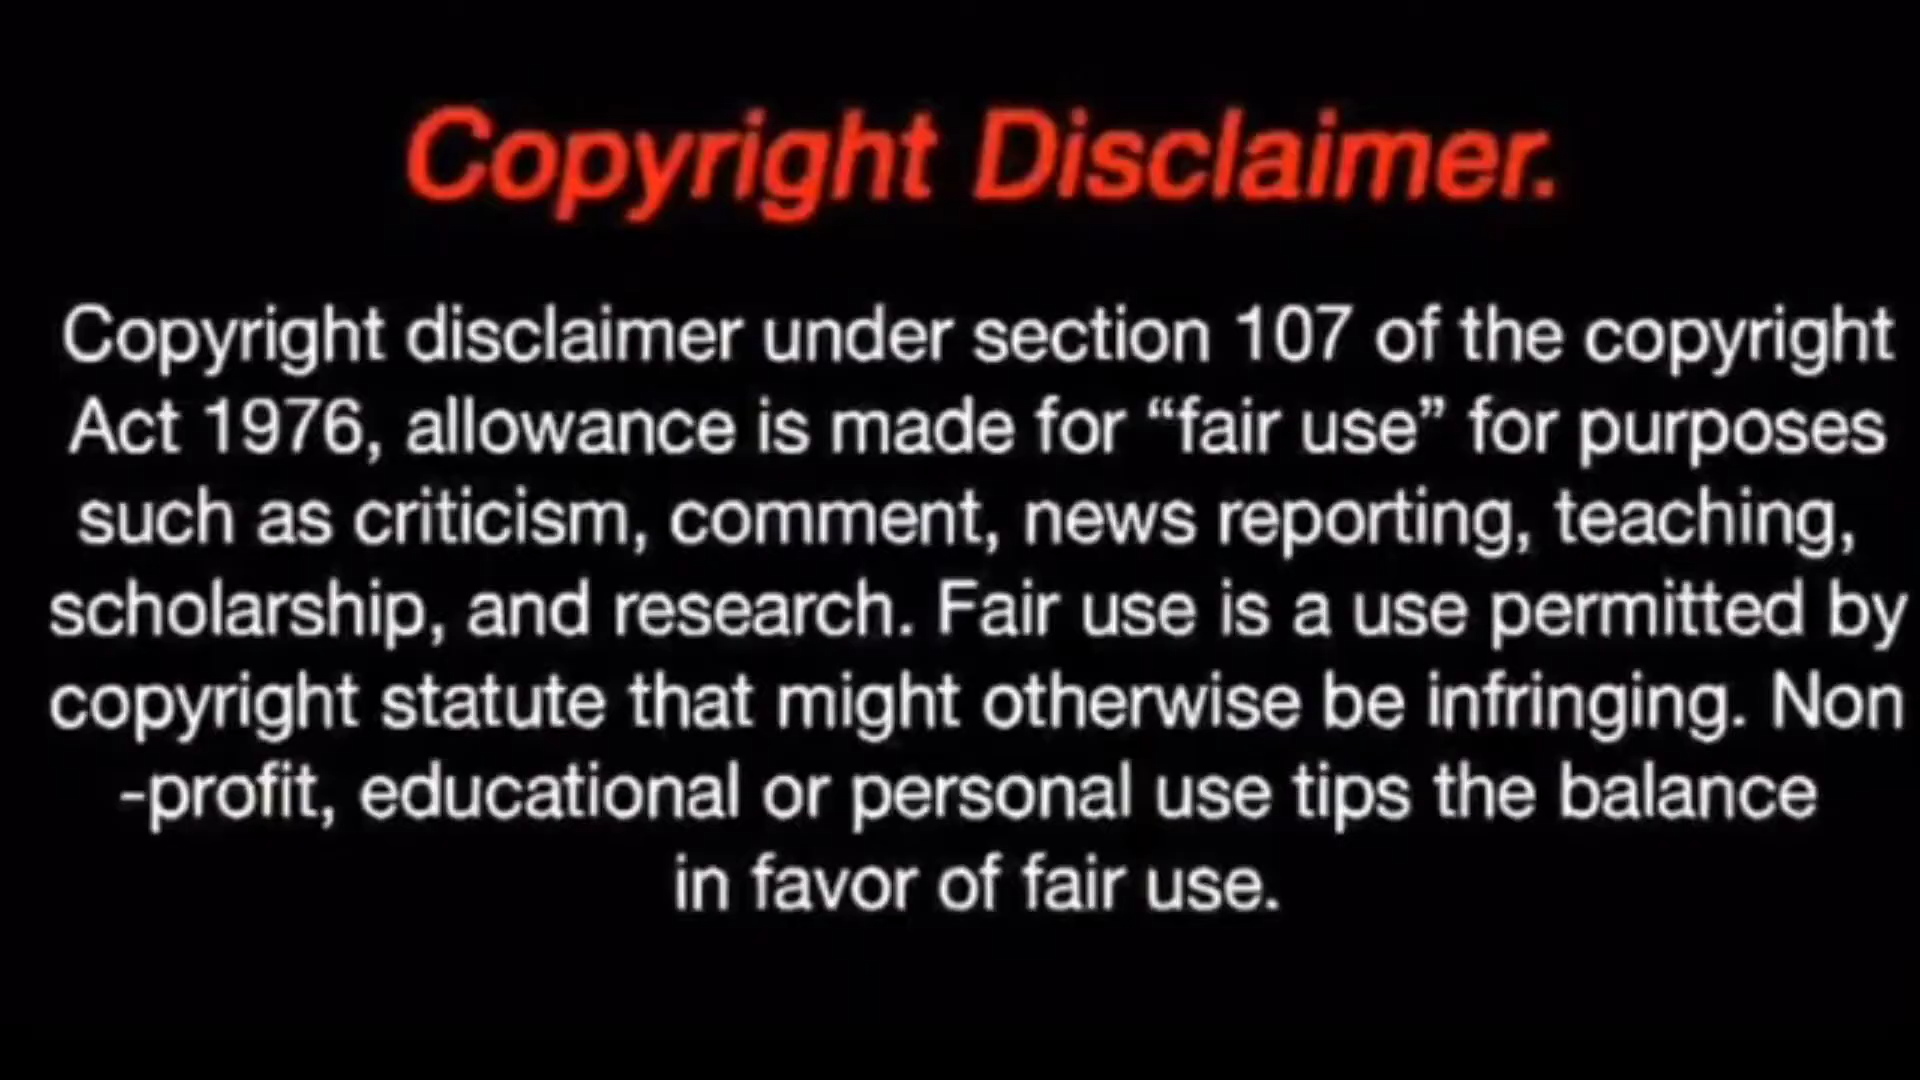 Copyright Disclaimer.
Copyright disclaimer under section 107 of the copyright
Act 1976, allowance is made for “fair use” for purposes
such as criticism, comment, news reporting, teaching,
scholarship, and research. Fair use is a use permitted by
copyright statute that might otherwise be infringing. Non
-profit, educational or personal use tips the balance
in favor of fair use.